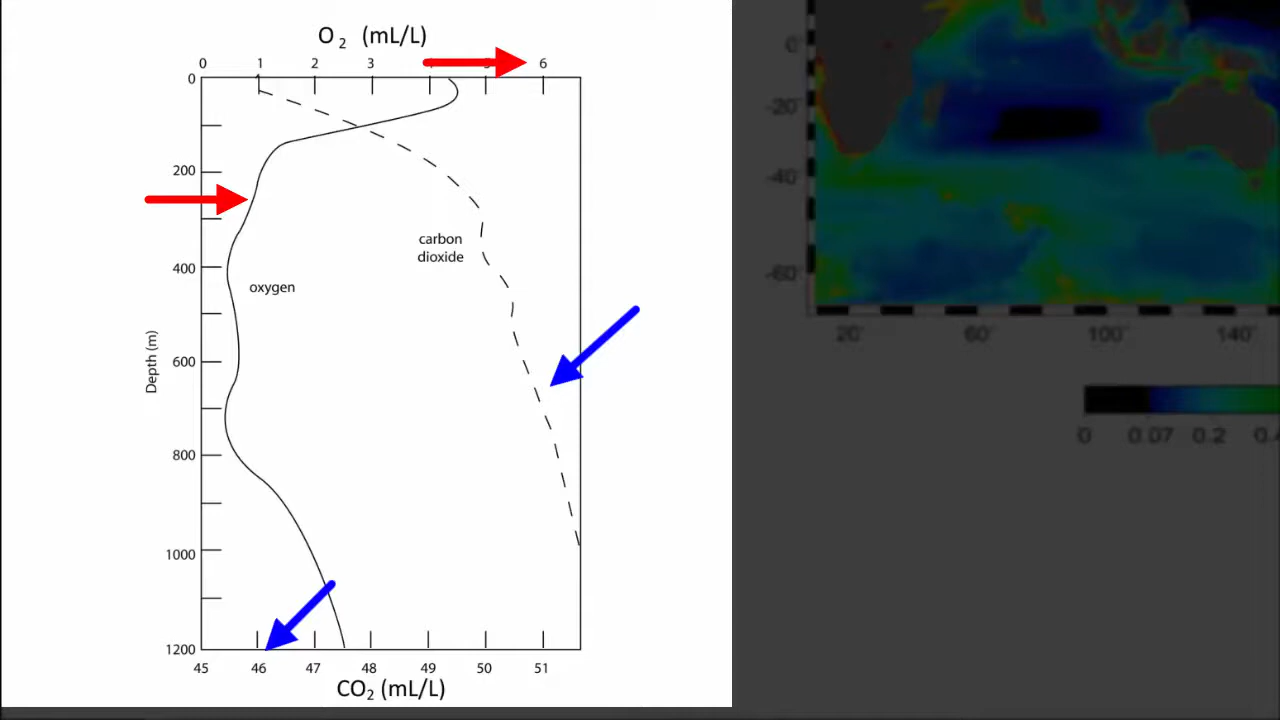 O2 (mL/L)
0 1 2 3 5 6
0
200
400
600
800
1000
1200
Depth (m)
carbon
dioxide
oxygen
45 46 47 48 49 50 51
CO2 (mL/L)
0°
-20°
-40°
-60°
20° 60° 100° 140°
0 0.07 0.2